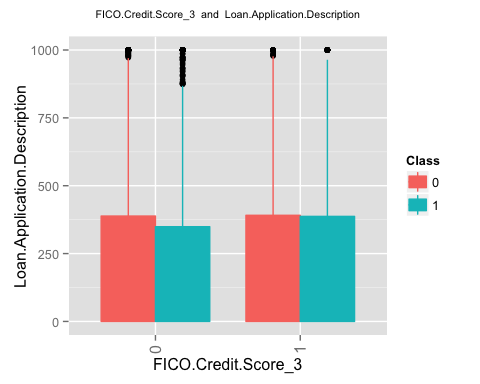 FICO.Credit.Score_3 and Loan.Application.Description
1000
750
500
250
0
Loan.Application.Description
0
1
FICO.Credit.Score_3
Class
0
1